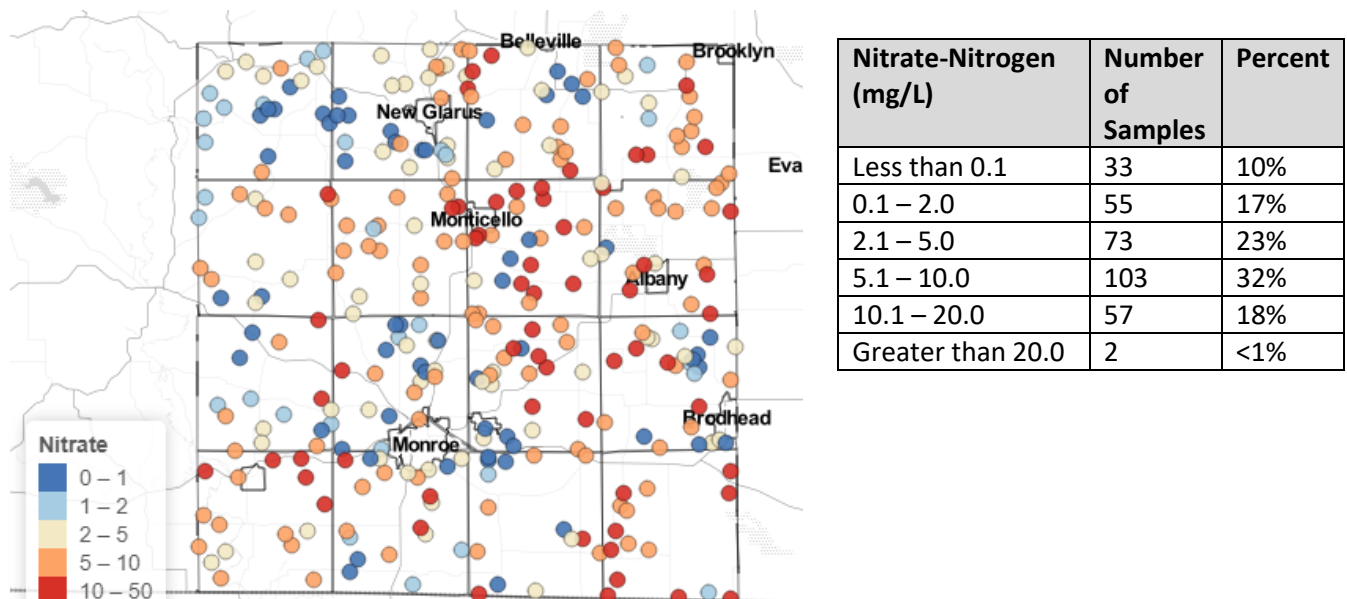 Belleville
Brooklyn
New Glarus
Eva
Monticello
Albany
Brodhead
Monroe
Nitrate
0 – 1
1 – 2
2 – 5
5 – 10
10 – 50
Nitrate-Nitrogen (mg/L) Number of Samples Percent
Less than 0.1 33 10%
0.1 – 2.0 55 17%
2.1 – 5.0 73 23%
5.1 – 10.0 103 32%
10.1 – 20.0 57 18%
Greater than 20.0 2 <1%